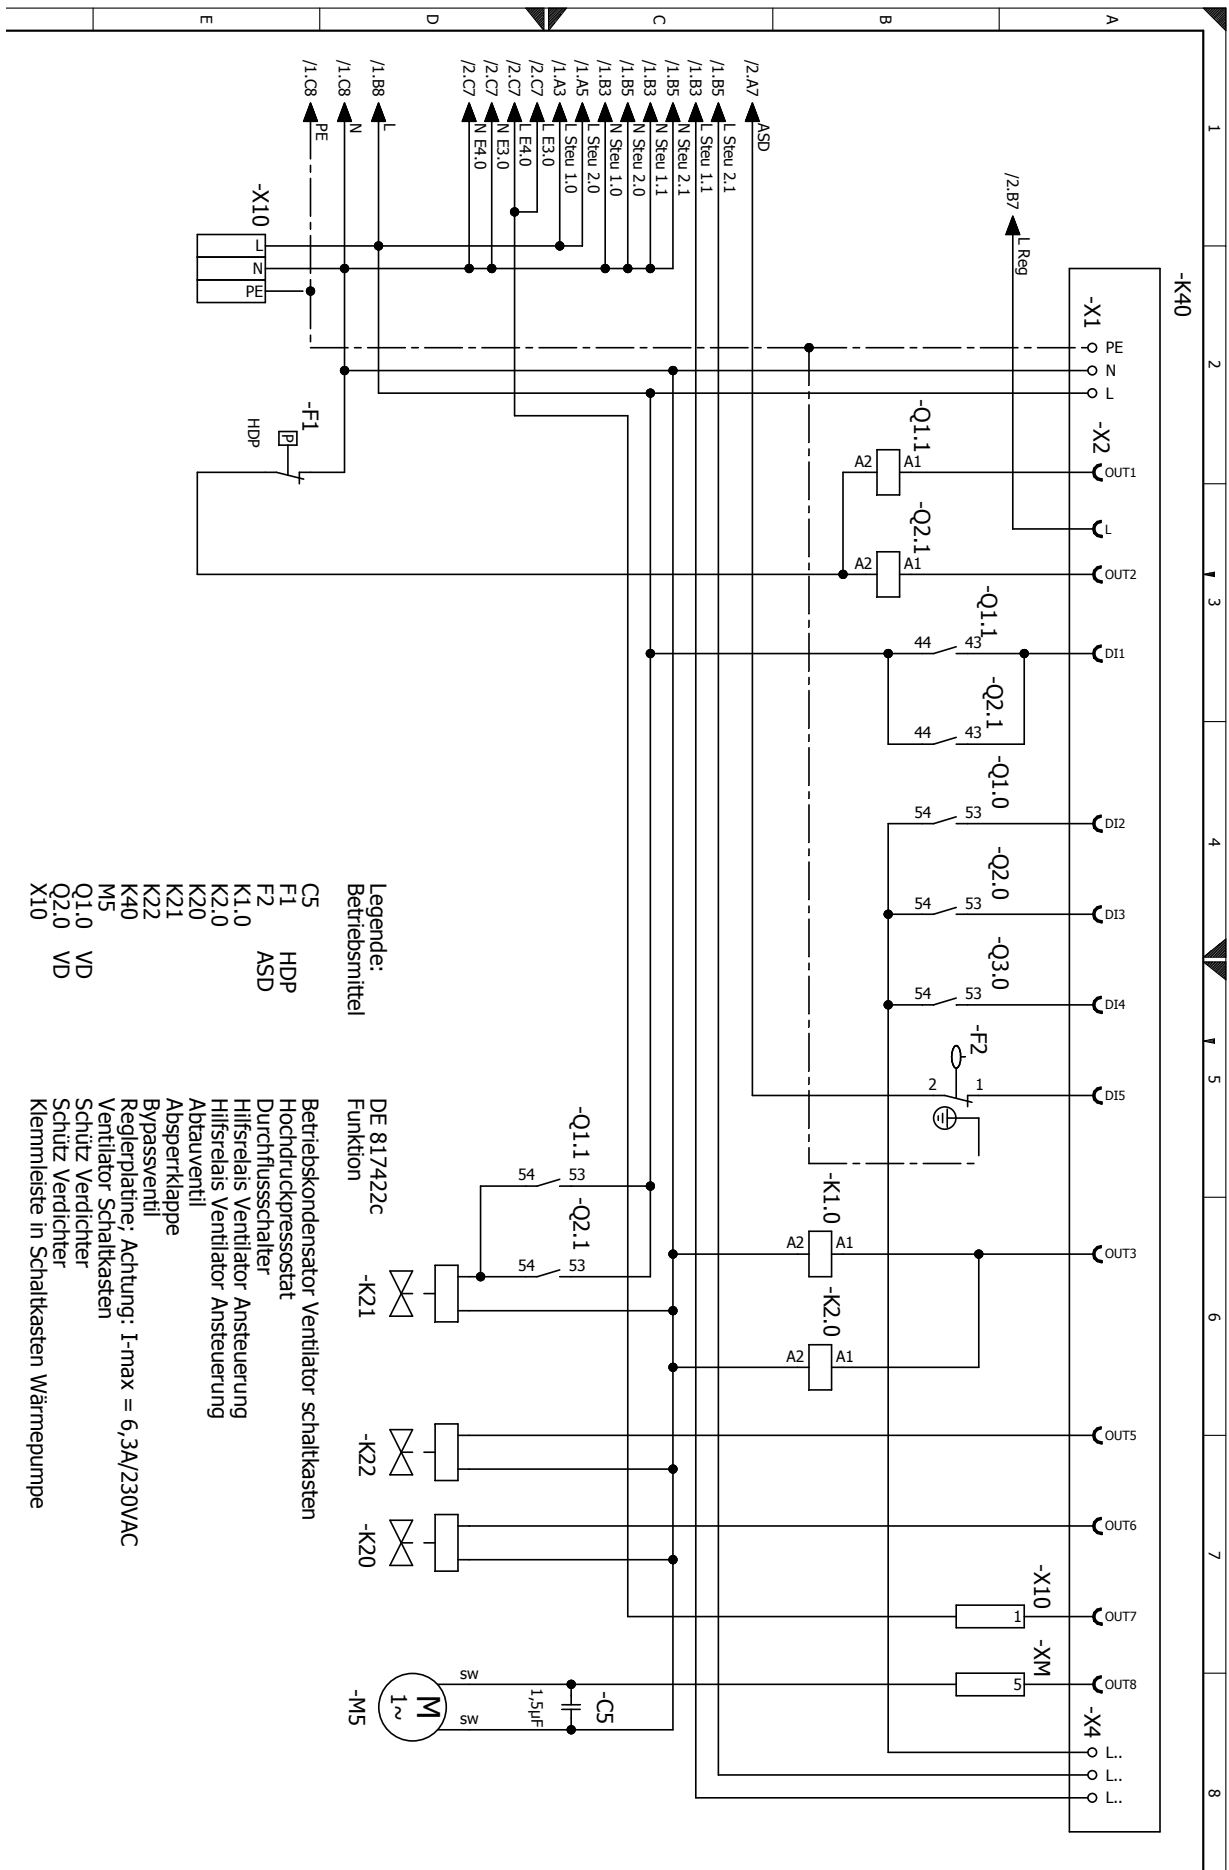 1
2
3
4
5
6
7
8
A
B
C
D
E
-K40
-X1
PE
N
L
-X2
OUT1
L
OUT2
DI1
DI2
DI3
DI4
DI5
OUT3
OUT5
OUT6
OUT7
OUT8
-X4
L..
L..
L..
/2.B7
L Reg
/2.A7
ASD
/1.B5
L Steu 2.1
/1.B3
L Steu 1.1
/1.B5
N Steu 2.1
/1.B3
N Steu 1.1
/1.B5
N Steu 2.0
/1.B3
N Steu 1.0
/1.A5
L Steu 2.0
/1.A3
L Steu 1.0
/2.C7
L E3.0
/2.C7
L E4.0
/2.C7
N E3.0
/2.C7
N E4.0
/1.B8
L
/1.C8
N
/1.C8
PE
-X10
L
N
PE
-F1
P
HDP
-Q1.1
A1
A2
-Q2.1
A1
A2
-Q1.1
43
44
-Q2.1
43
44
-Q1.0
53
54
-Q2.0
53
54
-Q3.0
53
54
-F2
1
2
-K1.0
A1
A2
-K2.0
A1
A2
-X10
1
-XM
5
-Q1.1
53
54
-Q2.1
53
54
-K21
-K22
-K20
sw
sw
-C5
1,5µF
M
1~
-M5
Legende: DE 817422c
Betriebsmittel Funktion
C5 Betriebskondensator Ventilator schaltkasten
F1 HDP Hochdruckpressostat
F2 ASD Durchflussschalter
K1.0 Hilfsrelais Ventilator Ansteuerung
K2.0 Hilfsrelais Ventilator Ansteuerung
K20 Abtauventil
K21 Absperrklappe
K22 Bypassventil
K40 Reglerplatine; Achtung: I-max = 6,3A/230VAC
M5 Ventilator Schaltkasten
Q1.0 VD Schütz Verdichter
Q2.0 VD Schütz Verdichter
X10 Klemmleiste in Schaltkasten Wärmepumpe